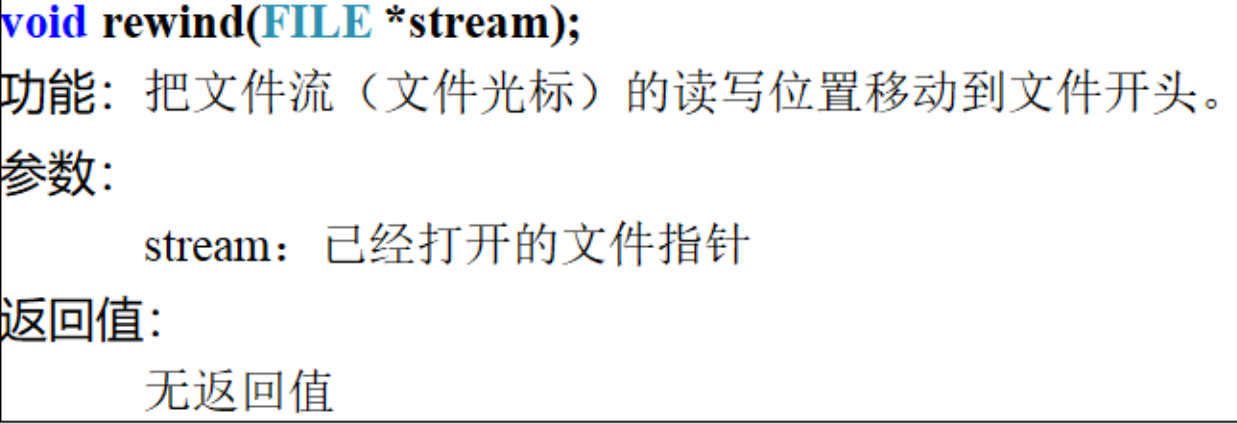 void rewind(FILE *stream);
功能：把文件流（文件光标）的读写位置移动到文件开头。
参数：
stream：已经打开的文件指针
返回值：
无返回值